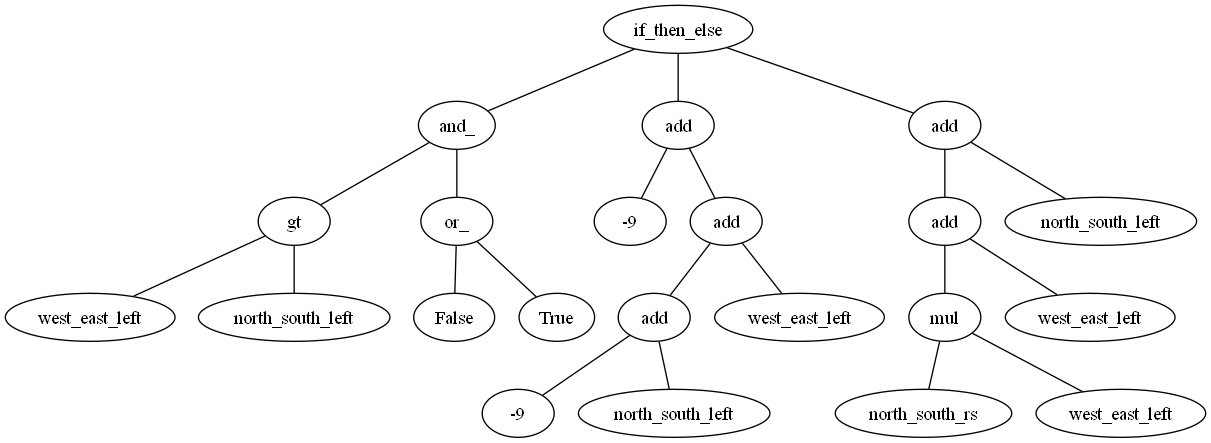 if_then_else
and_ add add
gt or_ -9 add add north_south_left
west_east_left north_south_left False True add west_east_left mul west_east_left
-9 north_south_left north_south_rs west_east_left